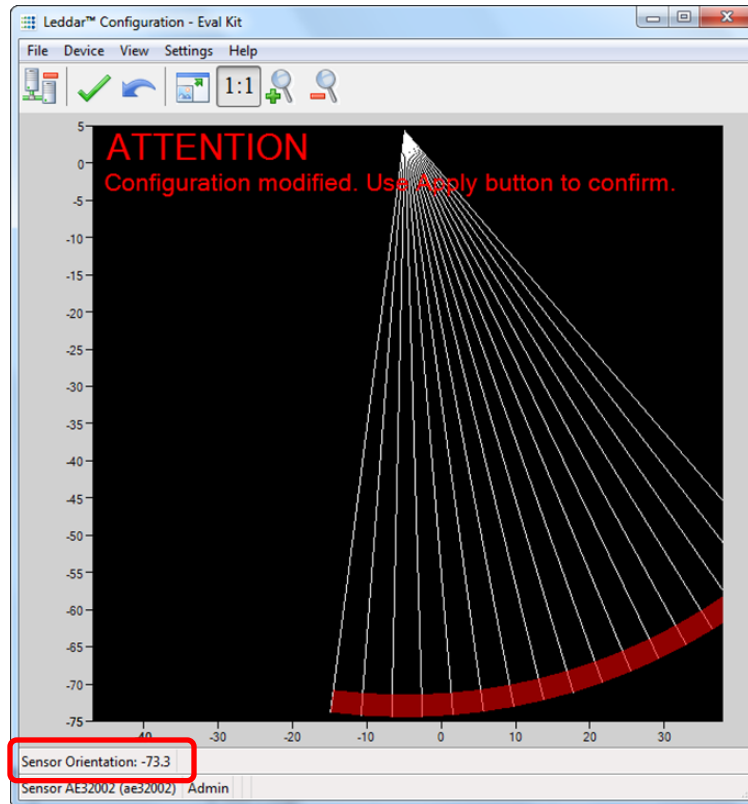 Leddar™ Configuration - Eval Kit
File Device View Settings Help
1:1
ATTENTION
Configuration modified. Use Apply button to confirm.
5
0
-5
-10
-15
-20
-25
-30
-35
-40
-45
-50
-55
-60
-65
-70
-75
-40 -30 -20 -10 0 10 20 30
Sensor Orientation: -73.3
Sensor AE32002 (ae32002) Admin